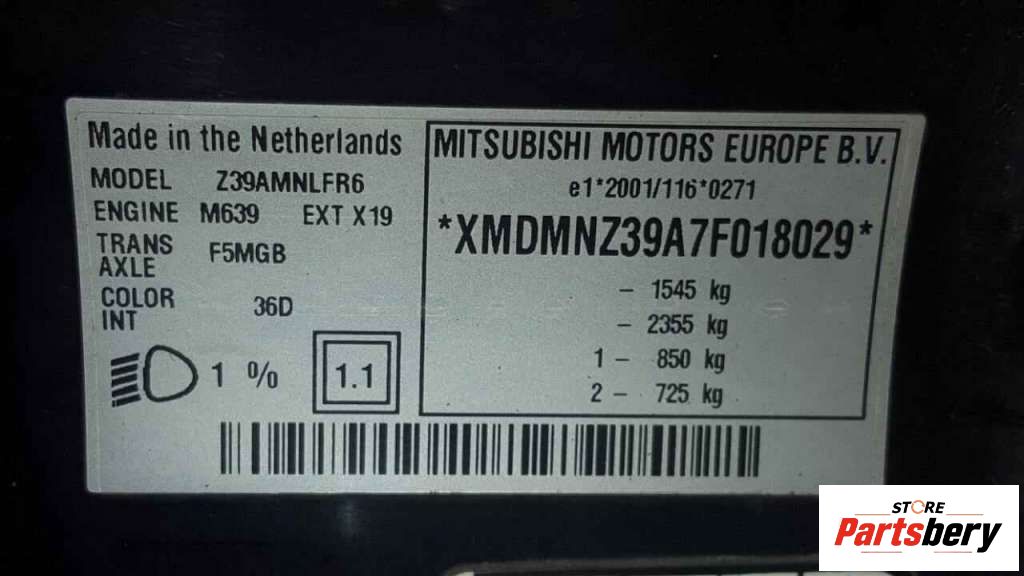 Made in the Netherlands
MODEL Z39AMNLFR6
ENGINE M639 EXT X19
TRANS
AXLE F5MGB
COLOR
INT 36D
1 %
1.1
MITSUBISHI MOTORS EUROPE B.V.
e1*2001/116*0271
*XMDMNZ39A7F018029*
– 1545 kg
– 2355 kg
1 – 850 kg
2 – 725 kg
STORE
Partsbery